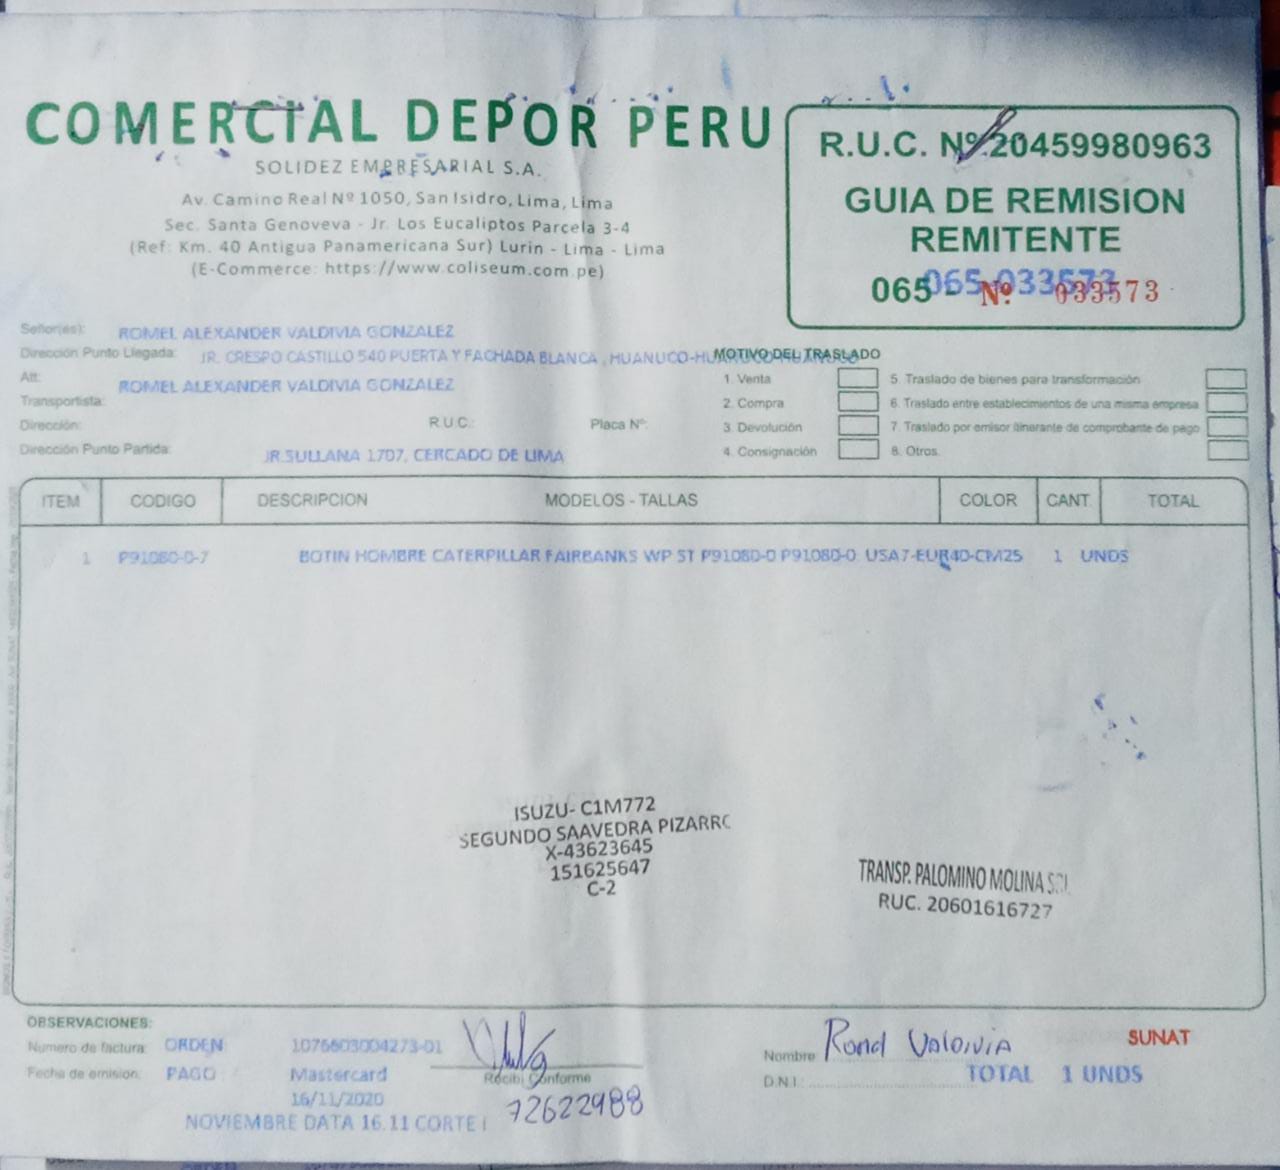 COMERCIAL DEPOR PERU
SOLIDEZ EMPRESARIAL S.A.
Av. Camino Real Nº 1050, San Isidro, Lima, Lima
Sec. Santa Genoveva - Jr. Los Eucaliptos Parcela 3-4
(Ref: Km. 40 Antigua Panamericana Sur) Lurin - Lima - Lima
(E-Commerce: https://www.coliseum.com.pe)
R.U.C. Nº 20459980963
GUIA DE REMISION
REMITENTE
065 - Nº 033573
065-033573
Señor(es): ROMEL ALEXANDER VALDIVIA GONZALEZ
Dirección Punto Llegada: JR. CRESPO CASTILLO 540 PUERTA Y FACHADA BLANCA , HUANUCO-HUANUCO-HUANUCO
Att: ROMEL ALEXANDER VALDIVIA GONZALEZ
Transportista:
Dirección: R.U.C.: Placa Nº:
Dirección Punto Partida: JR.SULLANA 1707, CERCADO DE LIMA
MOTIVO DEL TRASLADO
1. Venta 5. Traslado de bienes para transformación
2. Compra 6. Traslado entre establecimientos de una misma empresa
3. Devolución 7. Traslado por emisor itinerante de comprobante de pago
4. Consignación 8. Otros.
ITEM CODIGO DESCRIPCION MODELOS - TALLAS COLOR CANT. TOTAL
1 P91080-0-7 BOTIN HOMBRE CATERPILLAR FAIRBANKS WP ST P91080-0 P91080-0 USA7-EUR40-CM25 1 UNDS
ISUZU- C1M772
SEGUNDO SAAVEDRA PIZARRO
X-43623645
151625647
C-2
TRANSP. PALOMINO MOLINA SRL
RUC. 20601616727
OBSERVACIONES:
Numero de factura: ORDEN 1076603004273-01
Fecha de emision: PAGO Mastercard
16/11/2020
NOVIEMBRE DATA 16.11 CORTE I
Recibi Conforme
72622988
Nombre Romel Valdivia
D.N.I.:
SUNAT
TOTAL 1 UNDS